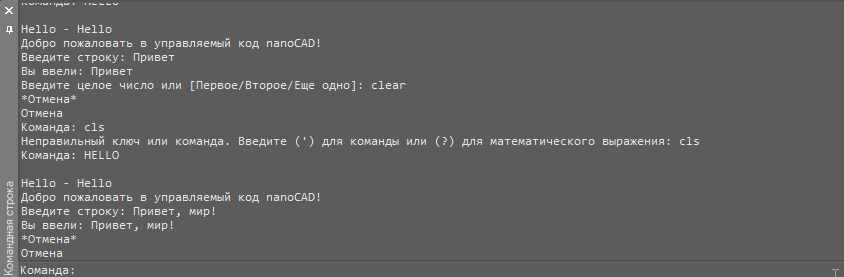 Команда: HELLO
Hello - Hello
Добро пожаловать в управляемый код nanoCAD!
Введите строку: Привет
Вы ввели: Привет
Введите целое число или [Первое/Второе/Еще одно]: clear
*Отмена*
Отмена
Команда: cls
Неправильный ключ или команда. Введите (') для команды или (?) для математического выражения: cls
Команда: HELLO
Hello - Hello
Добро пожаловать в управляемый код nanoCAD!
Введите строку: Привет, мир!
Вы ввели: Привет, мир!
*Отмена*
Отмена
Команда:
Командная строка